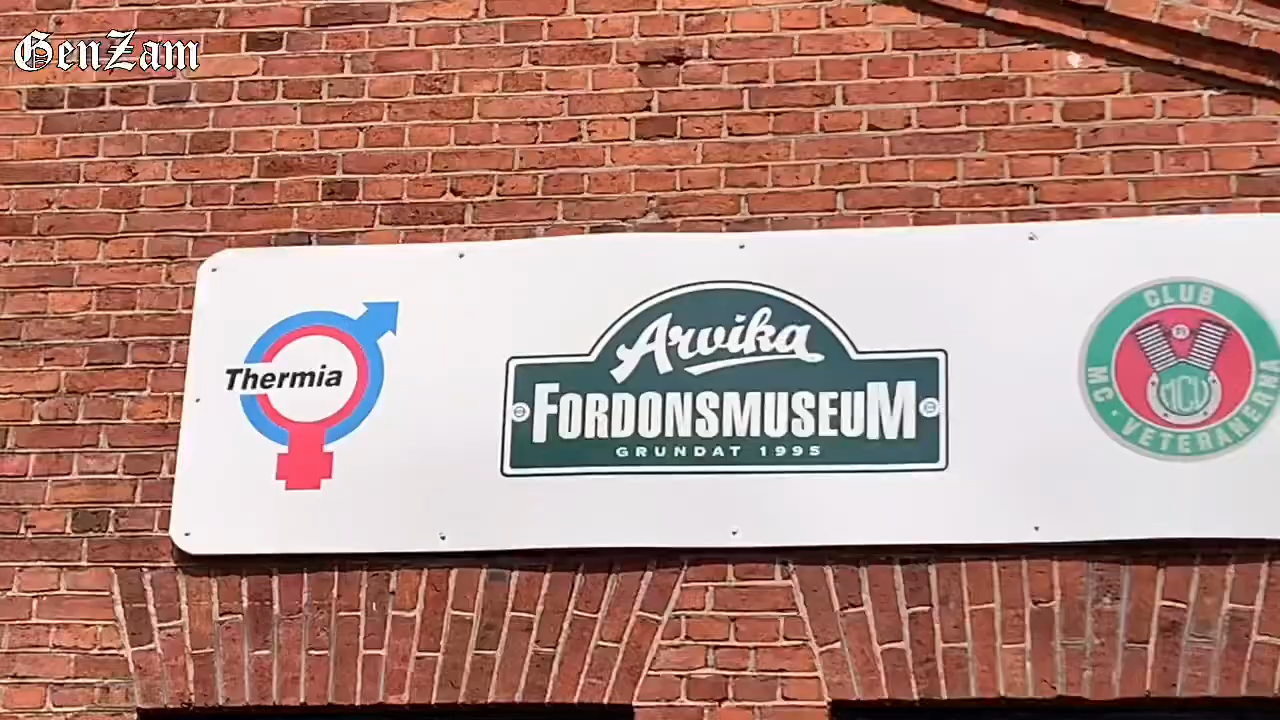 GenZam
Thermia
Arvika
FORDONSMUSEUM
GRUNDAT 1995
CLUB
MC · VETERANERNA
MCV